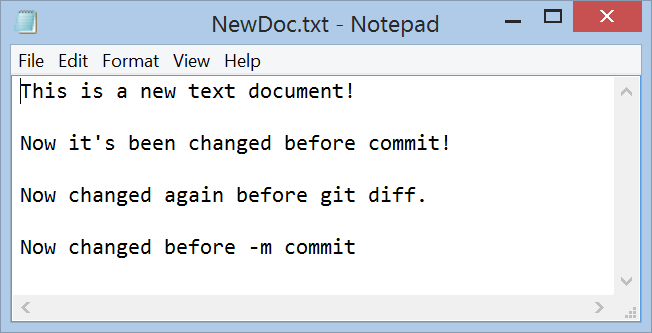 NewDoc.txt - Notepad
File Edit Format View Help
This is a new text document!
Now it's been changed before commit!
Now changed again before git diff.
Now changed before -m commit